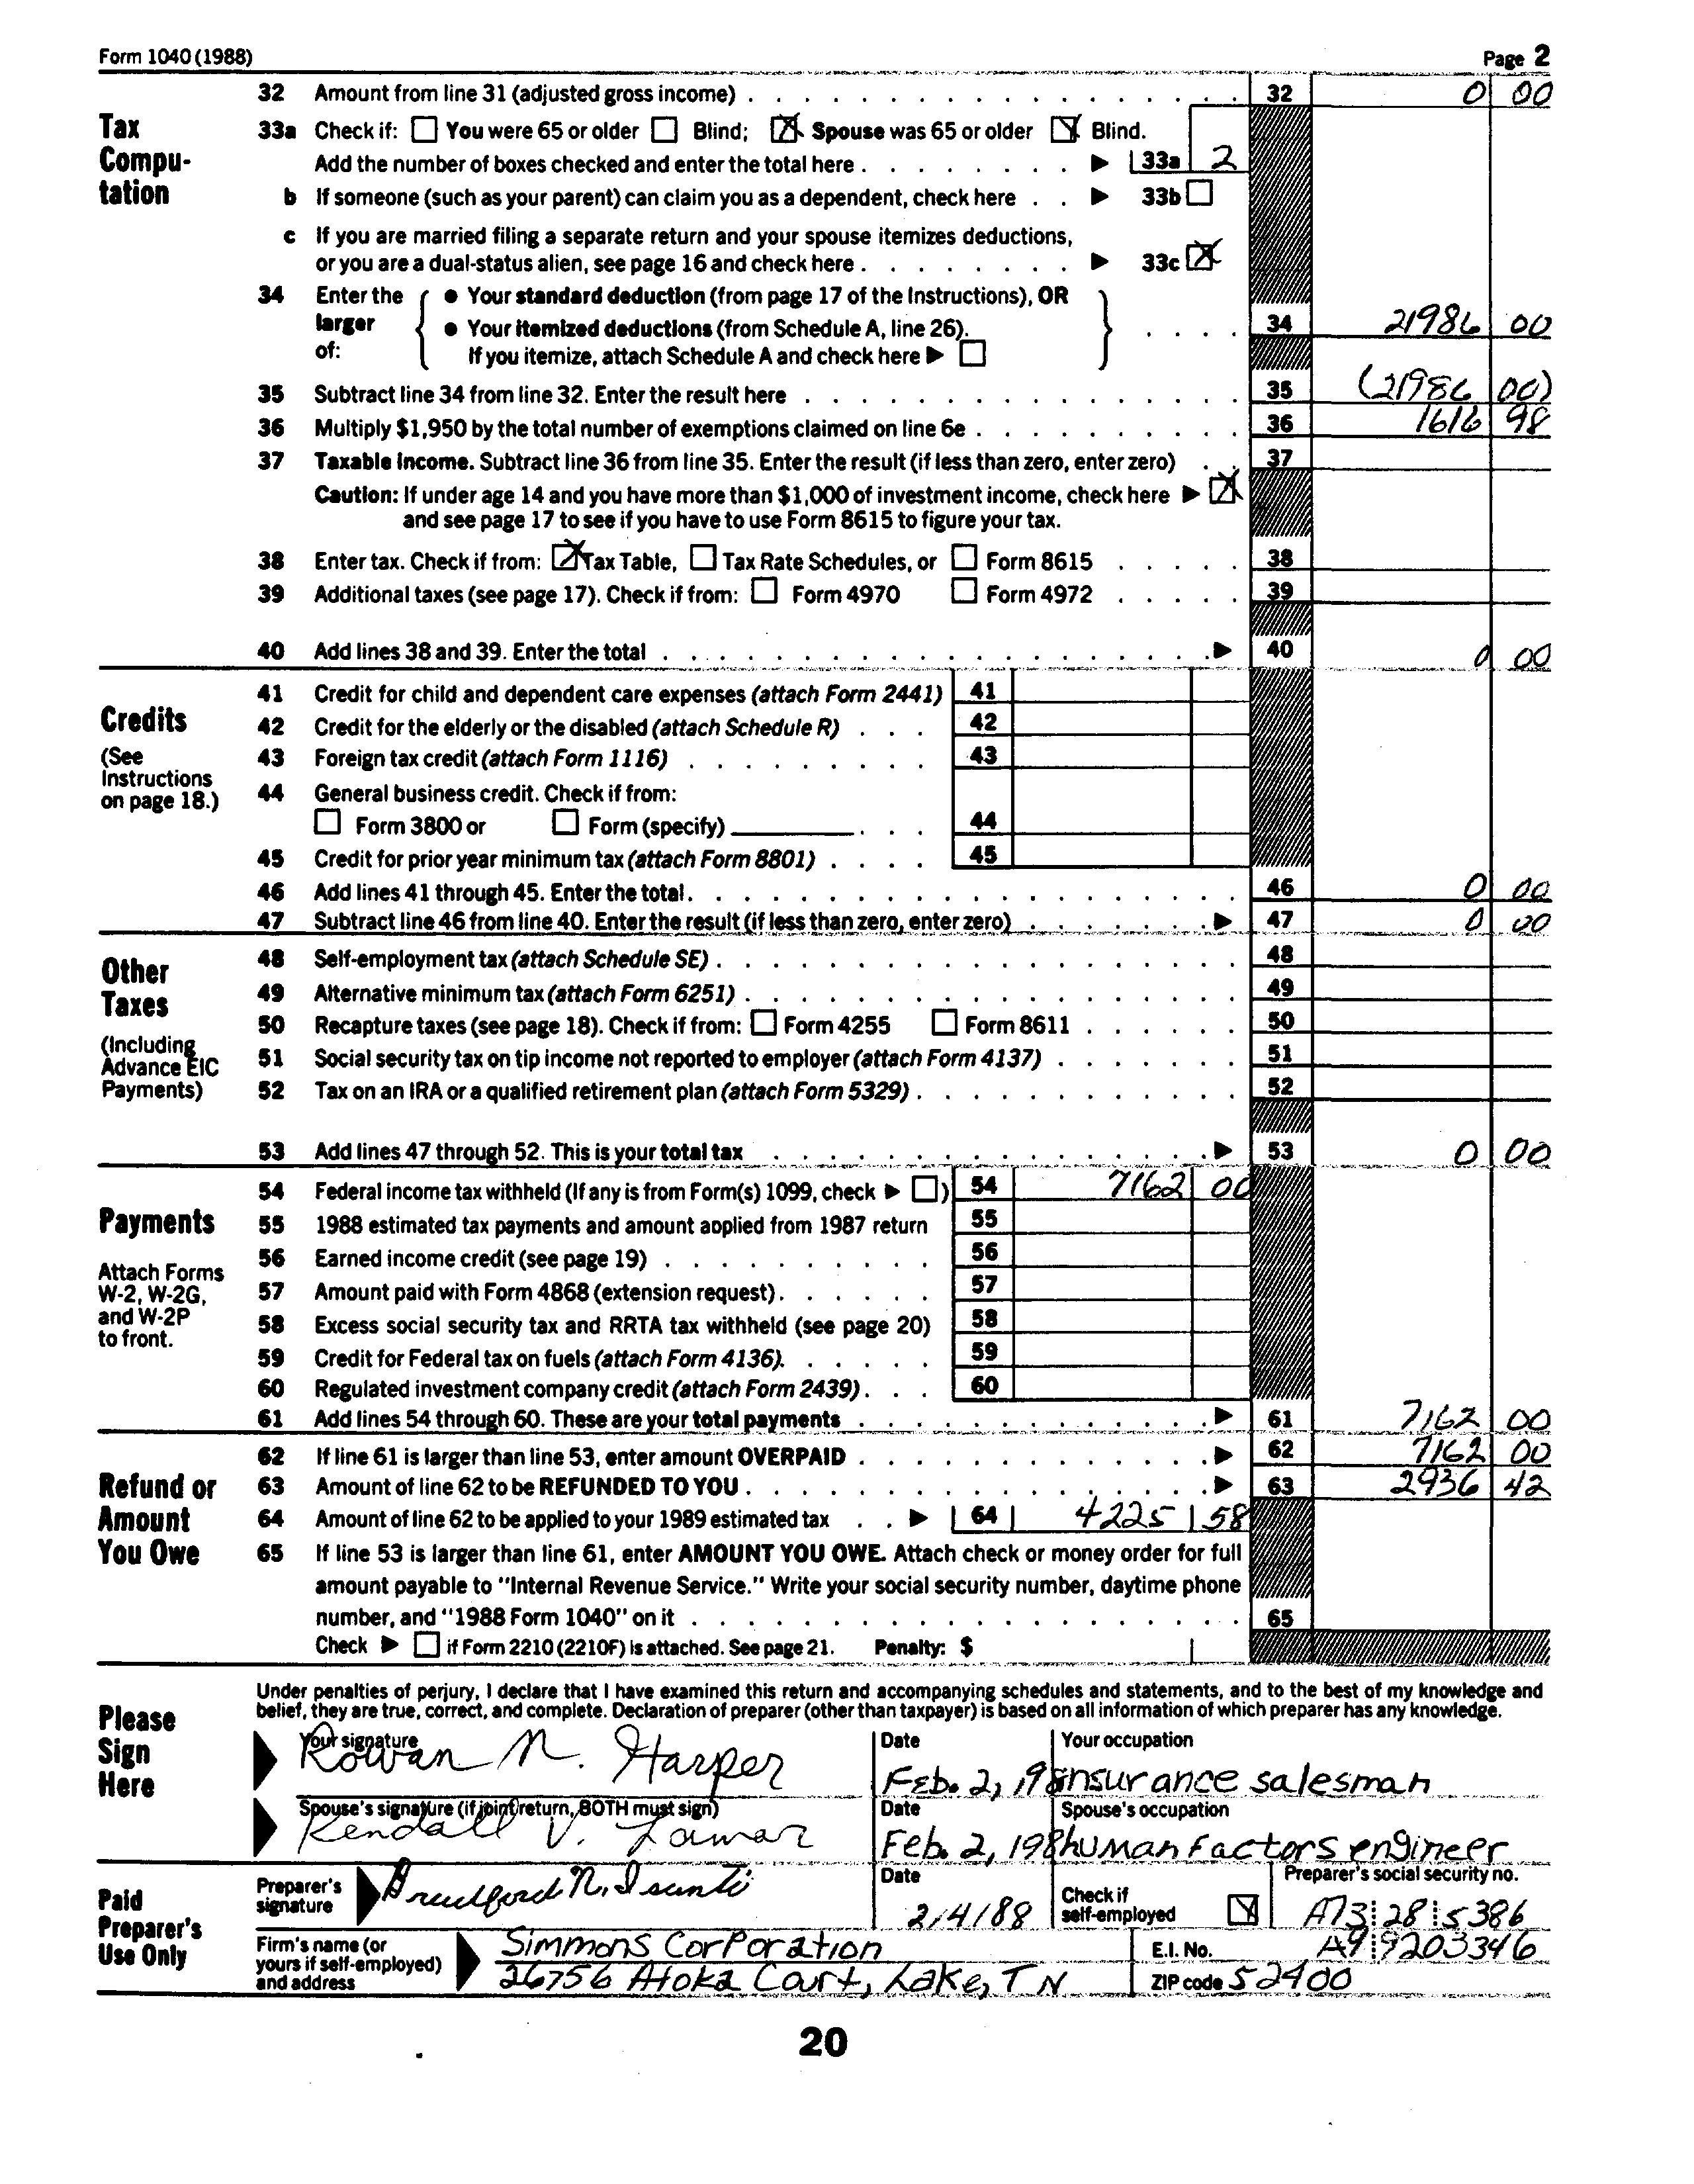 Form 1040 (1988) Page 2
32 Amount from line 31 (adjusted gross income) 32 0 00
Tax Compu-tation
33a Check if: You were 65 or older Blind; X Spouse was 65 or older X Blind.
Add the number of boxes checked and enter the total here 33a 2
b If someone (such as your parent) can claim you as a dependent, check here 33b
c If you are married filing a separate return and your spouse itemizes deductions,
or you are a dual-status alien, see page 16 and check here 33c X
34 Enter the larger of:
• Your standard deduction (from page 17 of the Instructions), OR
• Your itemized deductions (from Schedule A, line 26). 34 21986 00
If you itemize, attach Schedule A and check here
35 Subtract line 34 from line 32. Enter the result here 35 (21986 00)
36 Multiply $1,950 by the total number of exemptions claimed on line 6e 36 1616 98
37 Taxable income. Subtract line 36 from line 35. Enter the result (if less than zero, enter zero) 37
Caution: If under age 14 and you have more than $1,000 of investment income, check here X
and see page 17 to see if you have to use Form 8615 to figure your tax.
38 Enter tax. Check if from: X Tax Table, Tax Rate Schedules, or Form 8615 38
39 Additional taxes (see page 17). Check if from: Form 4970 Form 4972 39
40 Add lines 38 and 39. Enter the total 40 0 00
Credits
(See Instructions on page 18.)
41 Credit for child and dependent care expenses (attach Form 2441) 41
42 Credit for the elderly or the disabled (attach Schedule R) 42
43 Foreign tax credit (attach Form 1116) 43
44 General business credit. Check if from:
Form 3800 or Form (specify) 44
45 Credit for prior year minimum tax (attach Form 8801) 45
46 Add lines 41 through 45. Enter the total 46 0 00
47 Subtract line 46 from line 40. Enter the result (if less than zero, enter zero) 47 0 00
Other Taxes
(Including Advance EIC Payments)
48 Self-employment tax (attach Schedule SE) 48
49 Alternative minimum tax (attach Form 6251) 49
50 Recapture taxes (see page 18). Check if from: Form 4255 Form 8611 50
51 Social security tax on tip income not reported to employer (attach Form 4137) 51
52 Tax on an IRA or a qualified retirement plan (attach Form 5329) 52
53 Add lines 47 through 52. This is your total tax 53 0 00
Payments
Attach Forms W-2, W-2G, and W-2P to front.
54 Federal income tax withheld (If any is from Form(s) 1099, check ) 54 7162 00
55 1988 estimated tax payments and amount applied from 1987 return 55
56 Earned income credit (see page 19) 56
57 Amount paid with Form 4868 (extension request) 57
58 Excess social security tax and RRTA tax withheld (see page 20) 58
59 Credit for Federal tax on fuels (attach Form 4136) 59
60 Regulated investment company credit (attach Form 2439) 60
61 Add lines 54 through 60. These are your total payments 61 7162 00
Refund or Amount You Owe
62 If line 61 is larger than line 53, enter amount OVERPAID 62 7162 00
63 Amount of line 62 to be REFUNDED TO YOU 63 2936 42
64 Amount of line 62 to be applied to your 1989 estimated tax 64 4225 58
65 If line 53 is larger than line 61, enter AMOUNT YOU OWE. Attach check or money order for full
amount payable to "Internal Revenue Service." Write your social security number, daytime phone
number, and "1988 Form 1040" on it 65
Check if Form 2210 (2210F) is attached. See page 21. Penalty: $
Please Sign Here
Under penalties of perjury, I declare that I have examined this return and accompanying schedules and statements, and to the best of my knowledge and
belief, they are true, correct, and complete. Declaration of preparer (other than taxpayer) is based on all information of which preparer has any knowledge.
Your signature Date Your occupation
Rowan N. Harper Feb. 2, 198 insurance salesman
Spouse's signature (if joint return, BOTH must sign) Date Spouse's occupation
Kendall V. Lamar Feb. 2, 198 human factors engineer
Paid Preparer's Use Only
Preparer's signature Date Check if self-employed X Preparer's social security no.
2/4/88 A73 28 5386
Firm's name (or yours if self-employed) and address
Simmons Corporation E.I. No. A9 9203346
26756 Atoka Court, Lake, TN ZIP code 52900
20